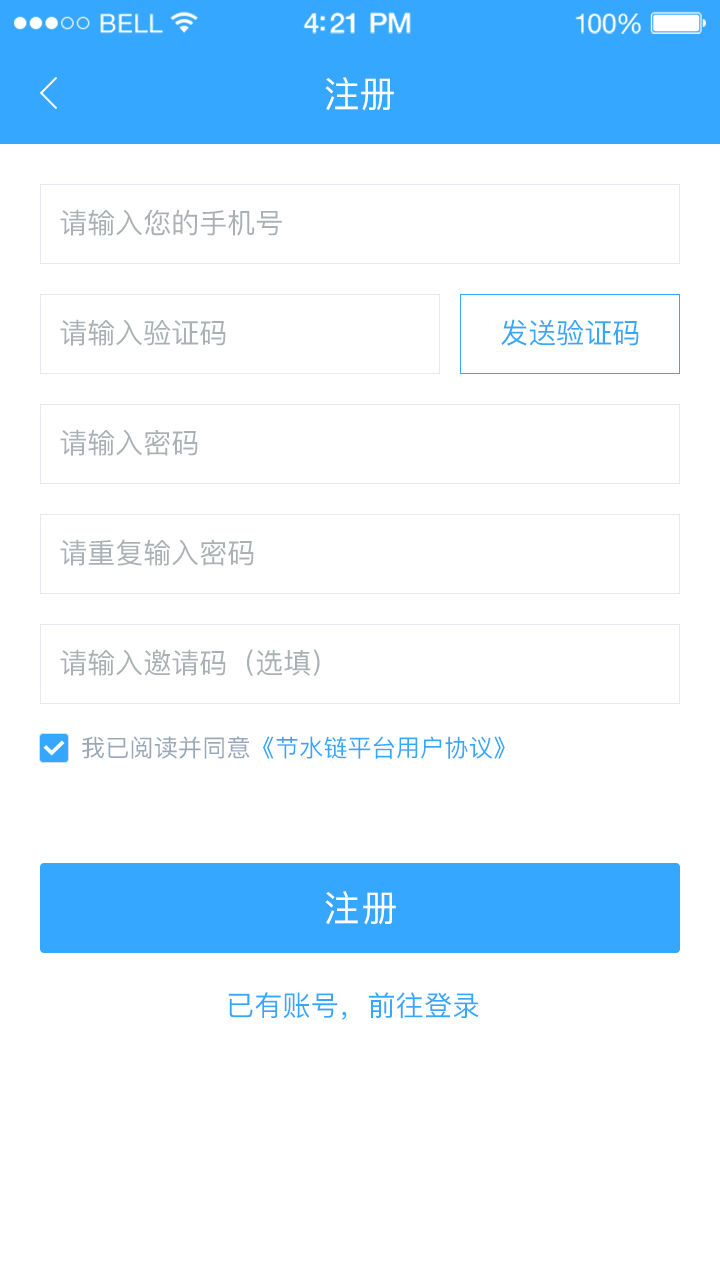 BELL 4:21 PM 100%
注册
请输入您的手机号
请输入验证码 发送验证码
请输入密码
请重复输入密码
请输入邀请码（选填）
我已阅读并同意《节水链平台用户协议》
注册
已有账号，前往登录